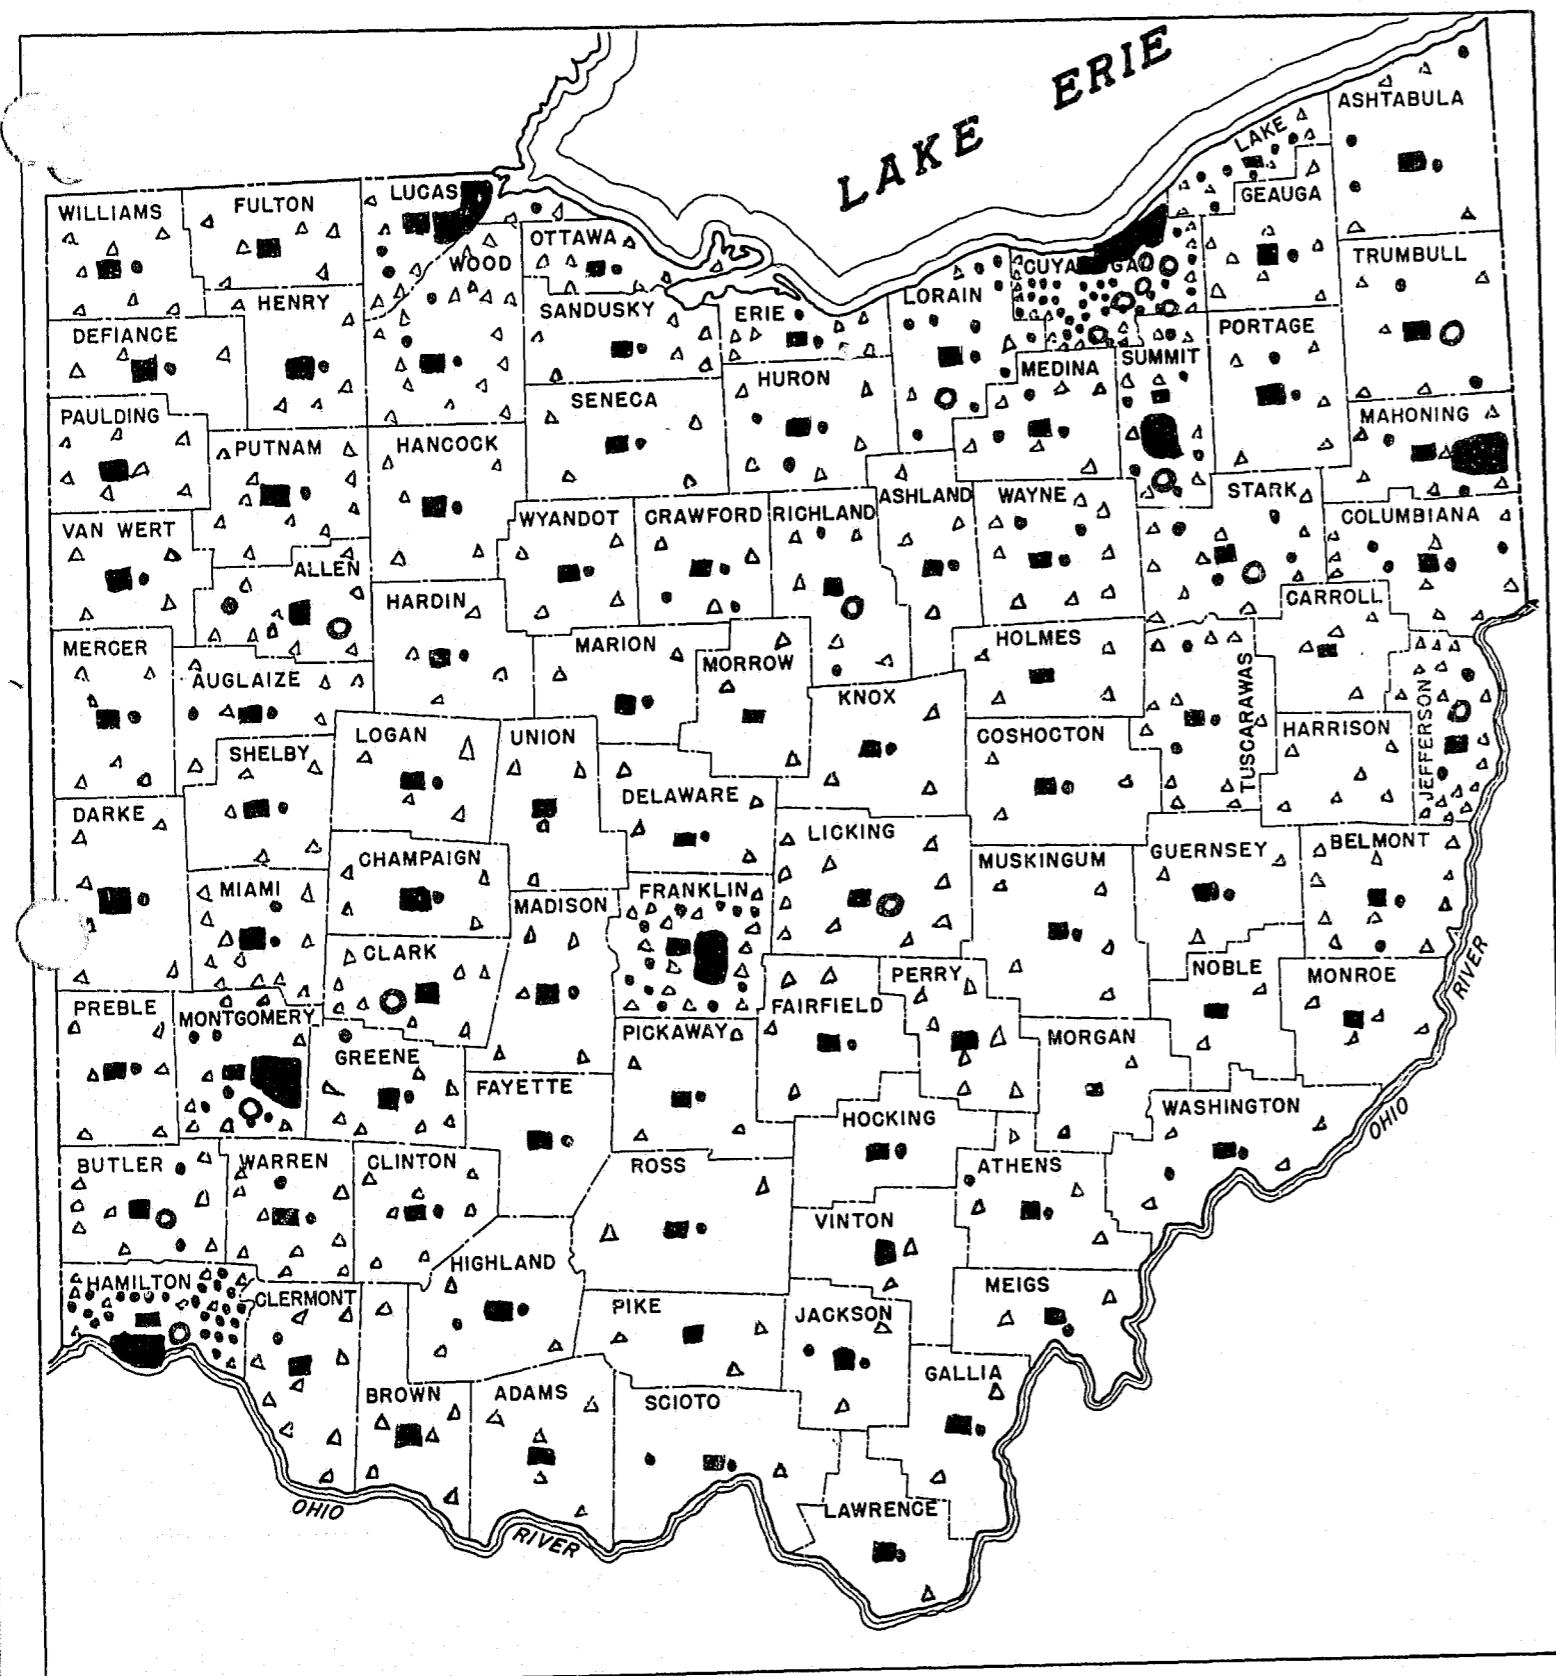 LAKE ERIE
ASHTABULA
LAKE
GEAUGA
LUCAS
FULTON
WILLIAMS
OTTAWA
WOOD
CUYAHOGA
TRUMBULL
HENRY
SANDUSKY
ERIE
LORAIN
DEFIANCE
PORTAGE
SUMMIT
MEDINA
HURON
SENECA
PAULDING
MAHONING
PUTNAM
HANCOCK
VAN WERT
WYANDOT
CRAWFORD
RICHLAND
ASHLAND
WAYNE
STARK
COLUMBIANA
ALLEN
HARDIN
CARROLL
MERCER
MARION
MORROW
HOLMES
AUGLAIZE
KNOX
TUSCARAWAS
JEFFERSON
HARRISON
LOGAN
UNION
COSHOCTON
SHELBY
DELAWARE
DARKE
LICKING
BELMONT
GUERNSEY
MUSKINGUM
CHAMPAIGN
MIAMI
FRANKLIN
MADISON
CLARK
PERRY
NOBLE
MONROE
RIVER
FAIRFIELD
PREBLE
MONTGOMERY
PICKAWAY
MORGAN
GREENE
FAYETTE
WASHINGTON
OHIO
HOCKING
BUTLER
WARREN
CLINTON
ROSS
ATHENS
VINTON
HIGHLAND
HAMILTON
CLERMONT
MEIGS
PIKE
JACKSON
GALLIA
BROWN
ADAMS
SCIOTO
LAWRENCE
OHIO
RIVER